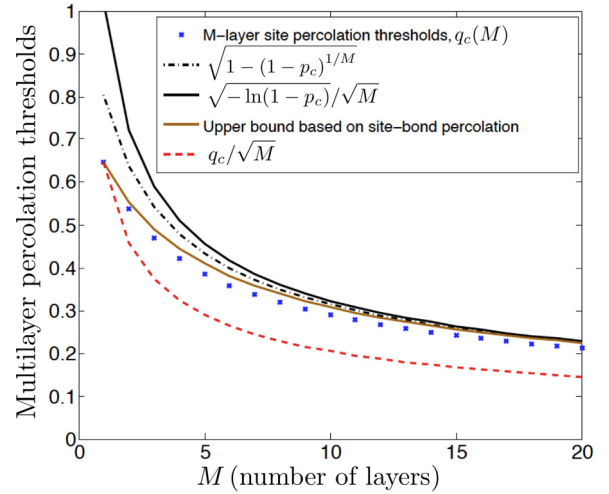 Multilayer percolation thresholds
1
0.9
0.8
0.7
0.6
0.5
0.4
0.3
0.2
0.1
0
M-layer site percolation thresholds, q_c(M)
√(1−(1−p_c)^{1/M})
√(−ln(1−p_c))/√M
Upper bound based on site-bond percolation
q_c/√M
0 5 10 15 20
M (number of layers)